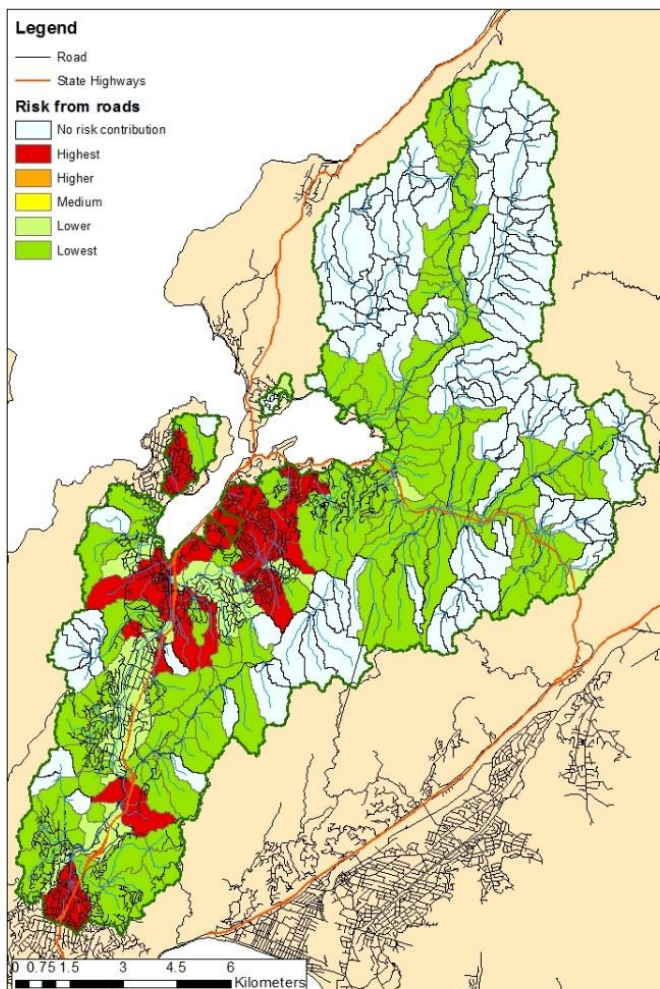 Legend
Road
State Highways
Risk from roads
No risk contribution
Highest
Higher
Medium
Lower
Lowest
0 0.75 1.5 3 4.5 6
Kilometers